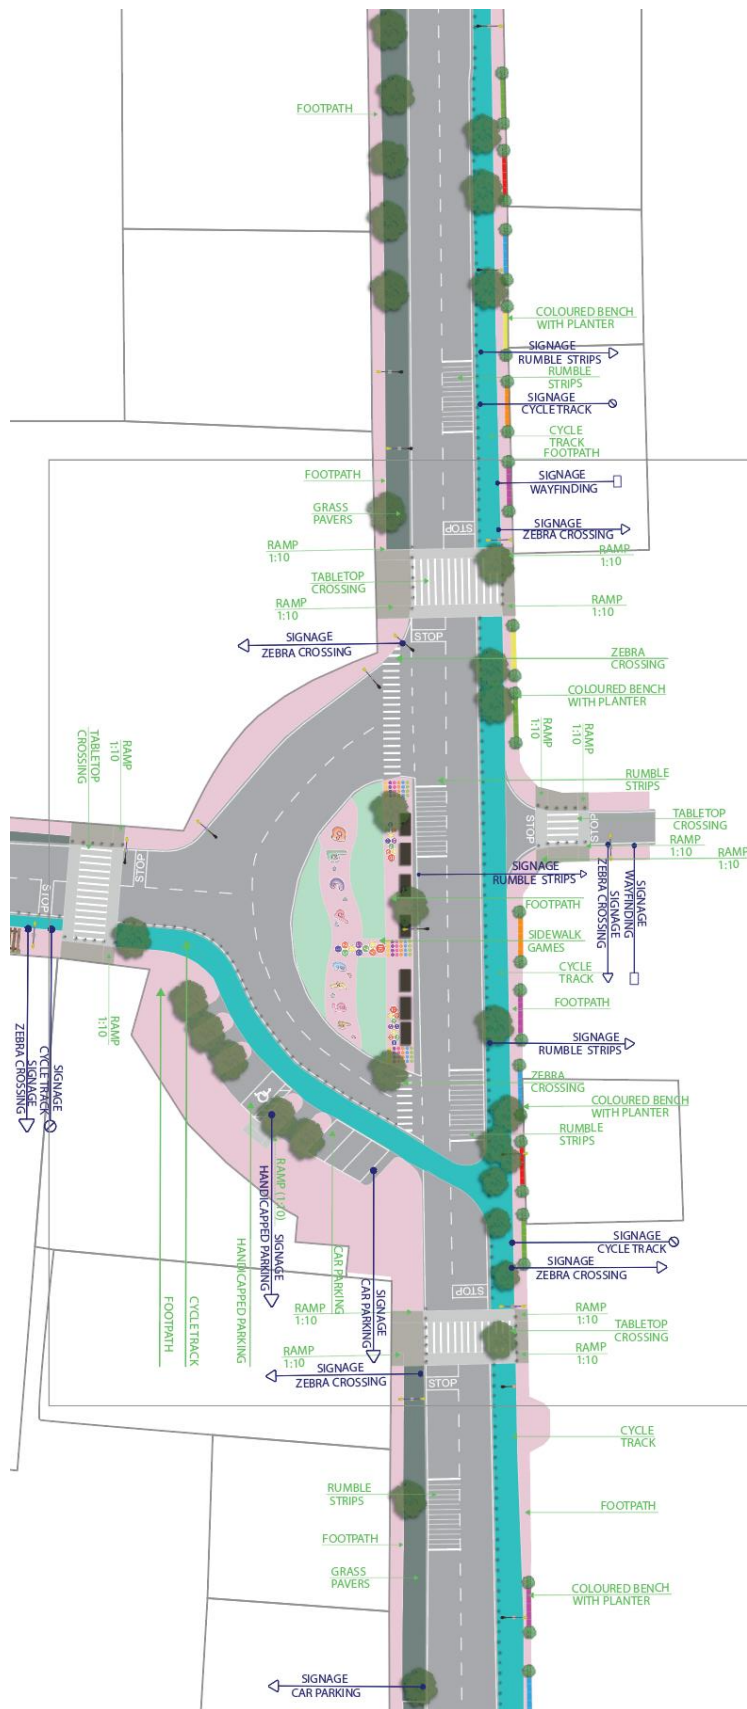 FOOTPATH
COLOURED BENCH
WITH PLANTER
SIGNAGE
RUMBLE STRIPS
RUMBLE
STRIPS
SIGNAGE
CYCLE TRACK
CYCLE
TRACK
FOOTPATH
FOOTPATH
SIGNAGE
WAYFINDING
GRASS
PAVERS
SIGNAGE
ZEBRA CROSSING
STOP
RAMP
1:10
RAMP
1:10
TABLETOP
CROSSING
RAMP
1:10
RAMP
1:10
STOP
SIGNAGE
ZEBRA CROSSING
ZEBRA
CROSSING
COLOURED BENCH
WITH PLANTER
RAMP
1:10
TABLETOP
CROSSING
RAMP
1:10
RAMP
1:10
RUMBLE
STRIPS
TABLETOP
CROSSING
STOP
STOP
RAMP
1:10
RAMP
1:10
STOP
STOP
SIGNAGE
RUMBLE STRIPS
SIGNAGE
ZEBRA CROSSING
SIGNAGE
WAYFINDING
FOOTPATH
SIDEWALK
GAMES
CYCLE
TRACK
FOOTPATH
RAMP
1:10
SIGNAGE
RUMBLE STRIPS
SIGNAGE
ZEBRA CROSSING
SIGNAGE
CYCLE TRACK
ZEBRA
CROSSING
COLOURED BENCH
WITH PLANTER
RUMBLE
STRIPS
RAMP (1:10)
SIGNAGE
HANDICAPPED PARKING
HANDICAPPED PARKING
CAR PARKING
SIGNAGE
CAR PARKING
CYCLE TRACK
FOOTPATH
SIGNAGE
CYCLE TRACK
SIGNAGE
ZEBRA CROSSING
STOP
RAMP
1:10
RAMP
1:10
TABLETOP
CROSSING
RAMP
1:10
RAMP
1:10
SIGNAGE
ZEBRA CROSSING
STOP
CYCLE
TRACK
RUMBLE
STRIPS
FOOTPATH
FOOTPATH
GRASS
PAVERS
COLOURED BENCH
WITH PLANTER
SIGNAGE
CAR PARKING